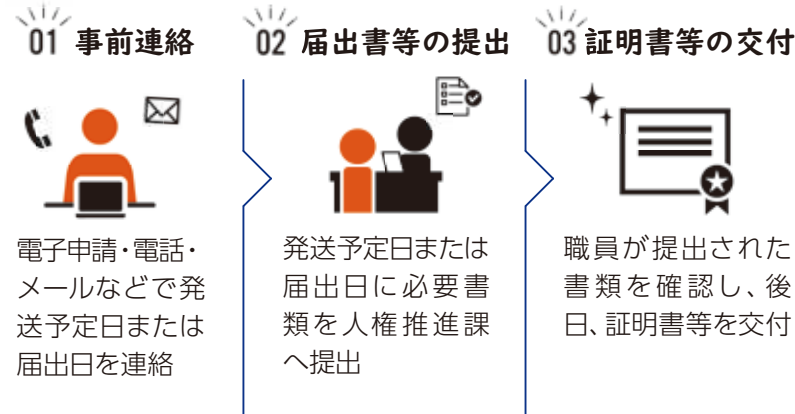 01 事前連絡
電子申請・電話・
メールなどで発
送予定日または
届出日を連絡
02 届出書等の提出
発送予定日または
届出日に必要書
類を人権推進課
へ提出
03 証明書等の交付
職員が提出された
書類を確認し、後
日、証明書等を交付